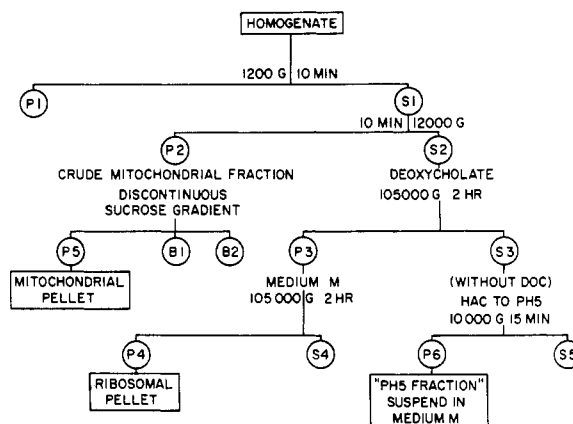 HOMOGENATE
1200 G 10 MIN
P1
S1
10 MIN 12000 G
P2
S2
CRUDE MITOCHONDRIAL FRACTION
DISCONTINUOUS
SUCROSE GRADIENT
DEOXYCHOLATE
105000 G 2 HR
P5
B1
B2
P3
S3
MITOCHONDRIAL
PELLET
MEDIUM M
105 000 G 2 HR
(WITHOUT DOC)
HAC TO PH5
10 000 G 15 MIN
P4
S4
P6
S5
RIBOSOMAL
PELLET
"PH5 FRACTION"
SUSPEND IN
MEDIUM M